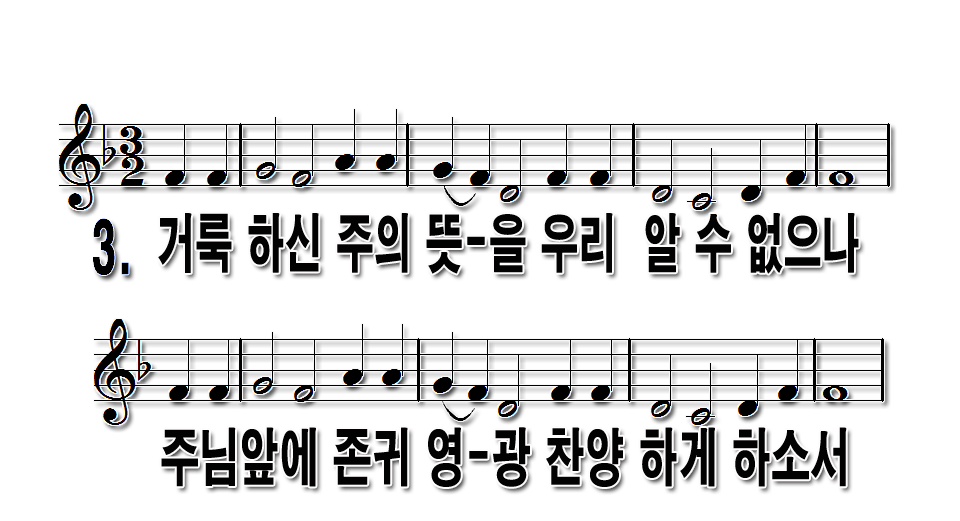 3. 거룩 하신 주의 뜻-을 우리 알 수 없으나
주님앞에 존귀 영-광 찬양 하게 하소서